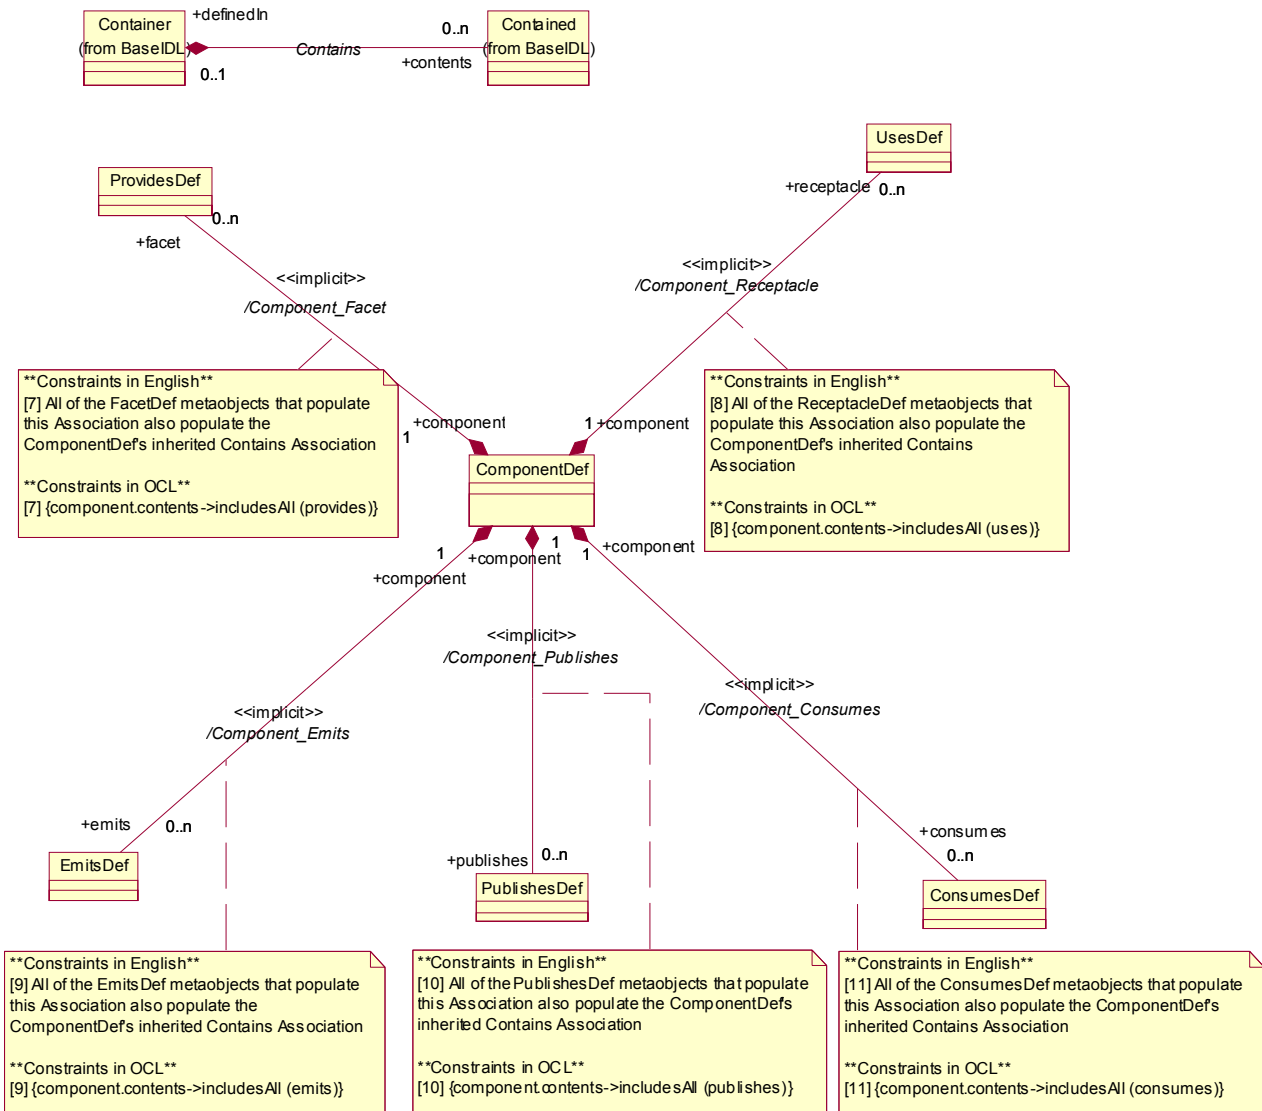 Container
(from BaseIDL)
+definedIn
0..1
Contains
0..n
+contents
Contained
(from BaseIDL)
UsesDef
+receptacle
0..n
ProvidesDef
0..n
+facet
<<implicit>>
/Component_Facet
<<implicit>>
/Component_Receptacle
**Constraints in English**
[7] All of the FacetDef metaobjects that populate
this Association also populate the
ComponentDef's inherited Contains Association
**Constraints in OCL**
[7] {component.contents->includesAll (provides)}
**Constraints in English**
[8] All of the ReceptacleDef metaobjects that
populate this Association also populate the
ComponentDef's inherited Contains
Association
**Constraints in OCL**
[8] {component.contents->includesAll (uses)}
+component
1
1
+component
ComponentDef
1
+component
+component
1
1
+component
<<implicit>>
/Component_Publishes
<<implicit>>
/Component_Consumes
<<implicit>>
/Component_Emits
+emits
0..n
EmitsDef
+publishes
0..n
PublishesDef
+consumes
0..n
ConsumesDef
**Constraints in English**
[9] All of the EmitsDef metaobjects that populate
this Association also populate the
ComponentDef's inherited Contains Association
**Constraints in OCL**
[9] {component.contents->includesAll (emits)}
**Constraints in English**
[10] All of the PublishesDef metaobjects that populate
this Association also populate the ComponentDef's
inherited Contains Association
**Constraints in OCL**
[10] {component.contents->includesAll (publishes)}
**Constraints in English**
[11] All of the ConsumesDef metaobjects that populate
this Association also populate the ComponentDef's
inherited Contains Association
**Constraints in OCL**
[11] {component.contents->includesAll (consumes)}